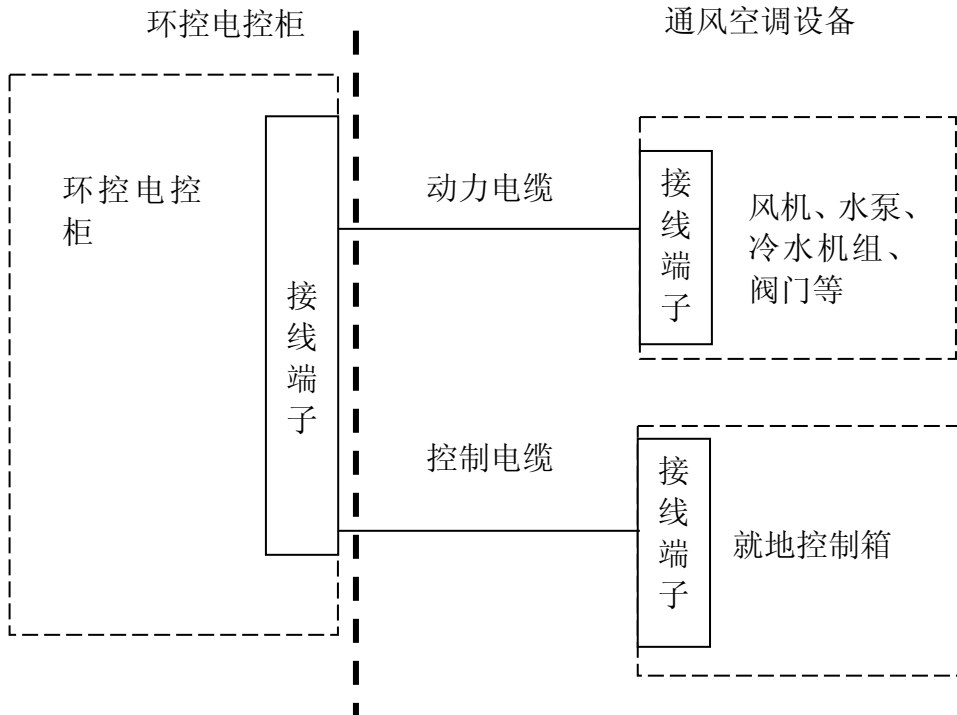 环控电控柜
通风空调设备
环控电控
柜
接线端子
动力电缆
接线端子
风机、水泵、
冷水机组、
阀门等
控制电缆
接线端子
就地控制箱